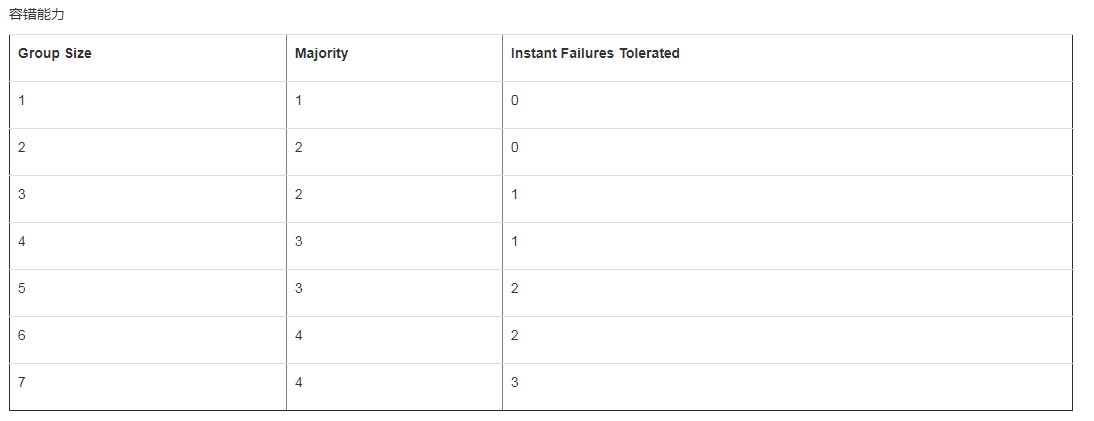 容错能力
Group Size Majority Instant Failures Tolerated
1 1 0
2 2 0
3 2 1
4 3 1
5 3 2
6 4 2
7 4 3